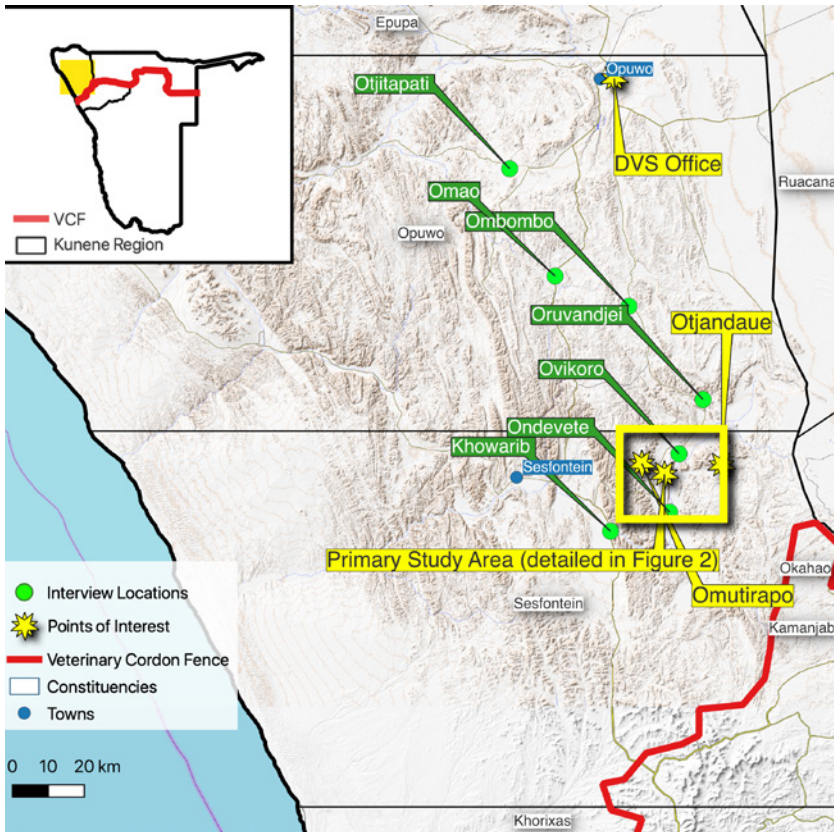 Epupa
Opuwo
Otjitapati
DVS Office
Ruacana
Omao
Ombombo
Opuwo
VCF
Kunene Region
Oruvandjei
Otjandaue
Ovikoro
Ondevete
Khowarib
Sesfontein
Primary Study Area (detailed in Figure 2)
Omutirapo
Okahao
Sesfontein
Kamanjab
Interview Locations
Points of Interest
Veterinary Cordon Fence
Constituencies
Towns
0 10 20 km
Khorixas